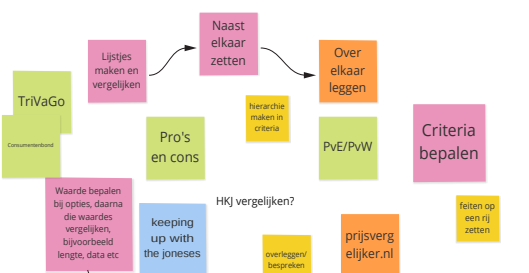 Naast
elkaar
zetten
Lijstjes
maken en
vergelijken
Over
elkaar
leggen
TriVaGo
hierarchie
maken in
criteria
Consumentenbond
Pro's
en cons
PvE/PvW
Criteria
bepalen
Waarde bepalen
bij opties, daarna
die waardes
vergelijken,
bijvoorbeeld
lengte, data etc
HKJ vergelijken?
keeping
up with
the joneses
feiten op
een rij
zetten
prijsverg
elijker.nl
overleggen/
bespreken